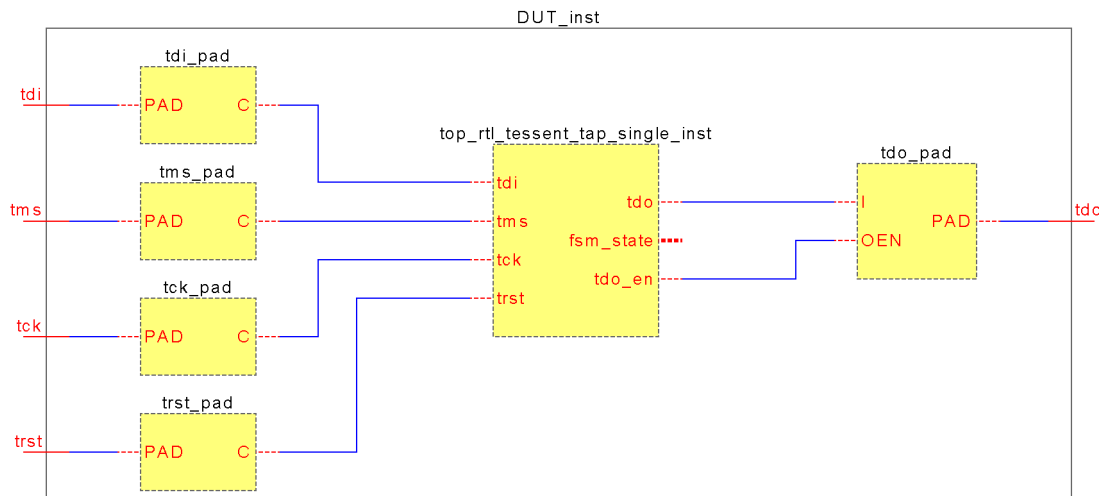 DUT_inst
tdi_pad
tdi
PAD
C
top_rtl_tessent_tap_single_inst
tdo_pad
tms_pad
tdi
tms
PAD
C
tms
tdo
I
PAD
tdo
fsm_state
OEN
tck
tdo_en
tck_pad
trst
tck
PAD
C
trst_pad
trst
PAD
C